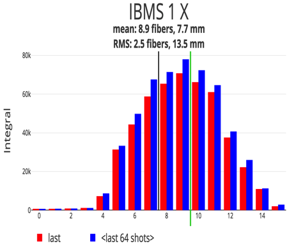 IBMS 1 X
mean: 8.9 fibers, 7.7 mm
RMS: 2.5 fibers, 13.5 mm
Integral
80k
60k
40k
20k
0
0 2 4 6 8 10 12 14
last <last 64 shots>